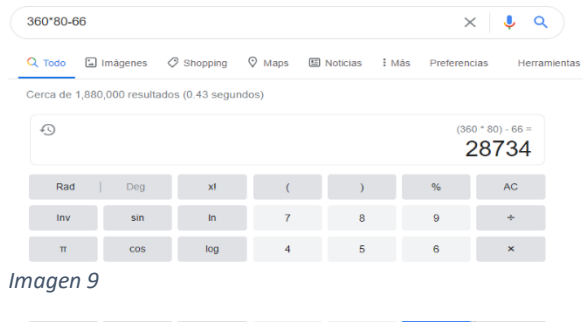 360*80-66
Todo Imágenes Shopping Maps Noticias Más Preferencias Herramientas
Cerca de 1,880,000 resultados (0.43 segundos)
(360 * 80) - 66 =
28734
Rad | Deg x! ( ) % AC
Inv sin ln 7 8 9 ÷
π cos log 4 5 6 ×
Imagen 9